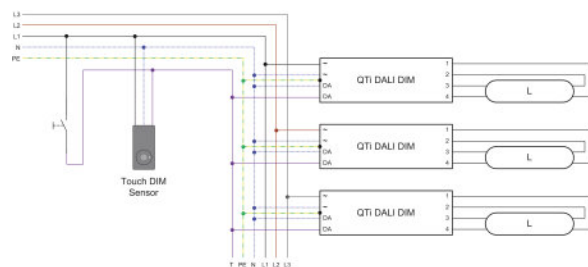 L3
L2
L1
N
PE
~
~
DA
DA
QTi DALI DIM
1
2
3
4
L
~
~
DA
DA
QTi DALI DIM
1
2
3
4
L
~
~
DA
DA
QTi DALI DIM
1
2
3
4
L
Touch DIM
Sensor
T PE N L1 L2 L3